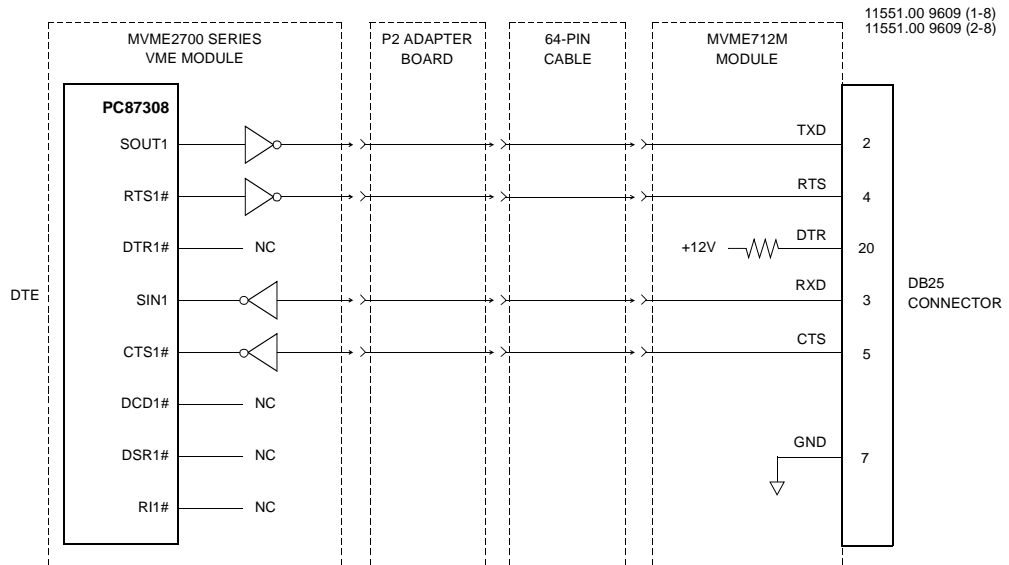 11551.00 9609 (1-8)
11551.00 9609 (2-8)
MVME2700 SERIES
VME MODULE
P2 ADAPTER
BOARD
64-PIN
CABLE
MVME712M
MODULE
PC87308
SOUT1
TXD
2
RTS1#
RTS
4
DTR1#
NC
+12V
DTR
20
DTE
SIN1
RXD
3
DB25
CONNECTOR
CTS1#
CTS
5
DCD1#
NC
DSR1#
NC
GND
7
RI1#
NC